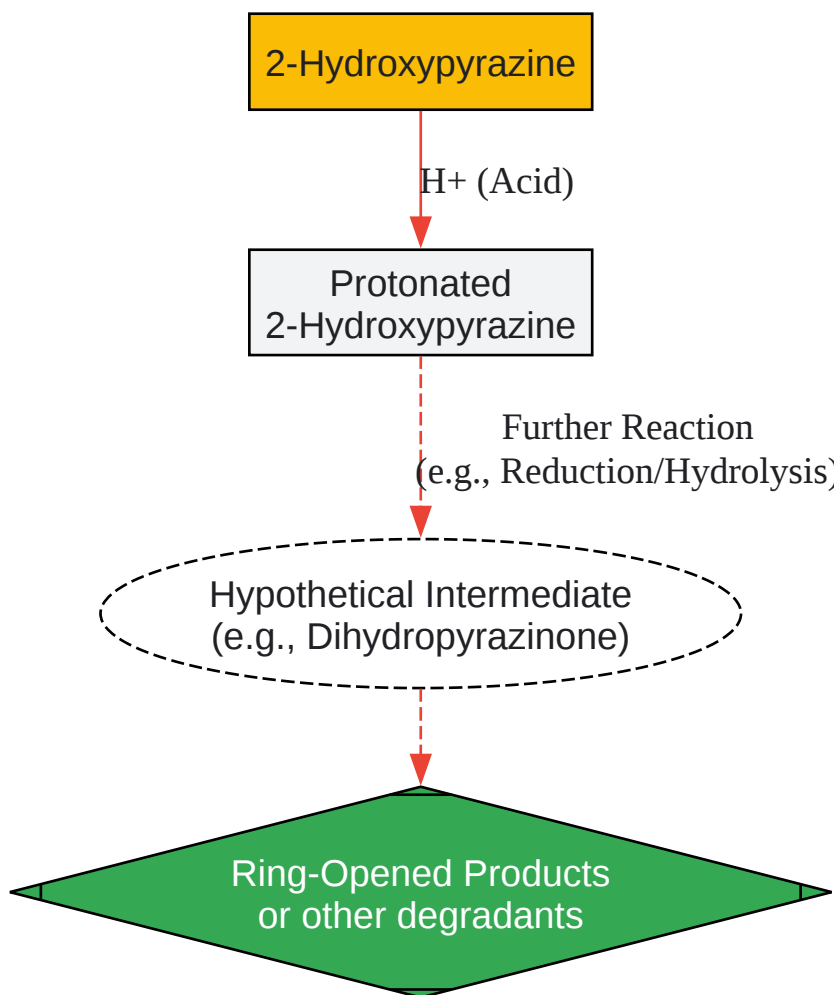 2-Hydroxypyrazine
H+ (Acid)
Protonated
2-Hydroxypyrazine
Further Reaction
(e.g., Reduction/Hydrolysis)
Hypothetical Intermediate
(e.g., Dihydropyrazinone)
Ring-Opened Products
or other degradants